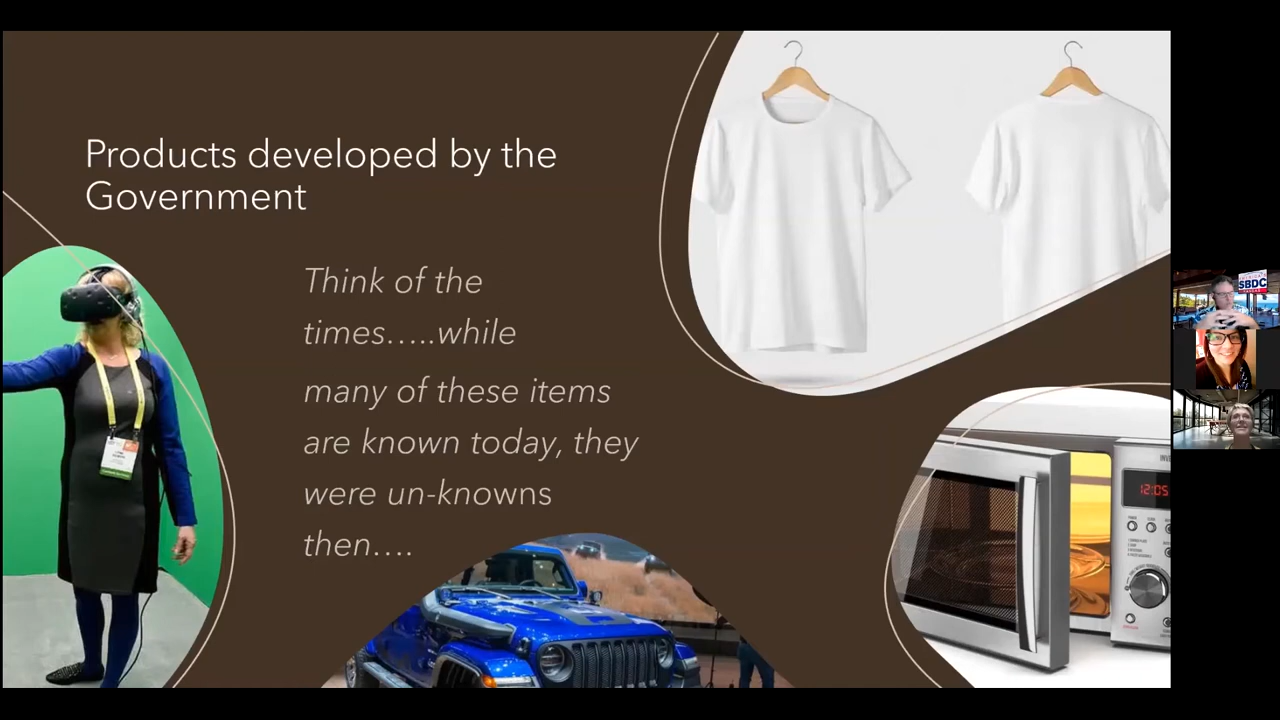 Products developed by the
Government
Think of the
times…..while
many of these items
are known today, they
were un-knowns
then….
12:05
SBDC